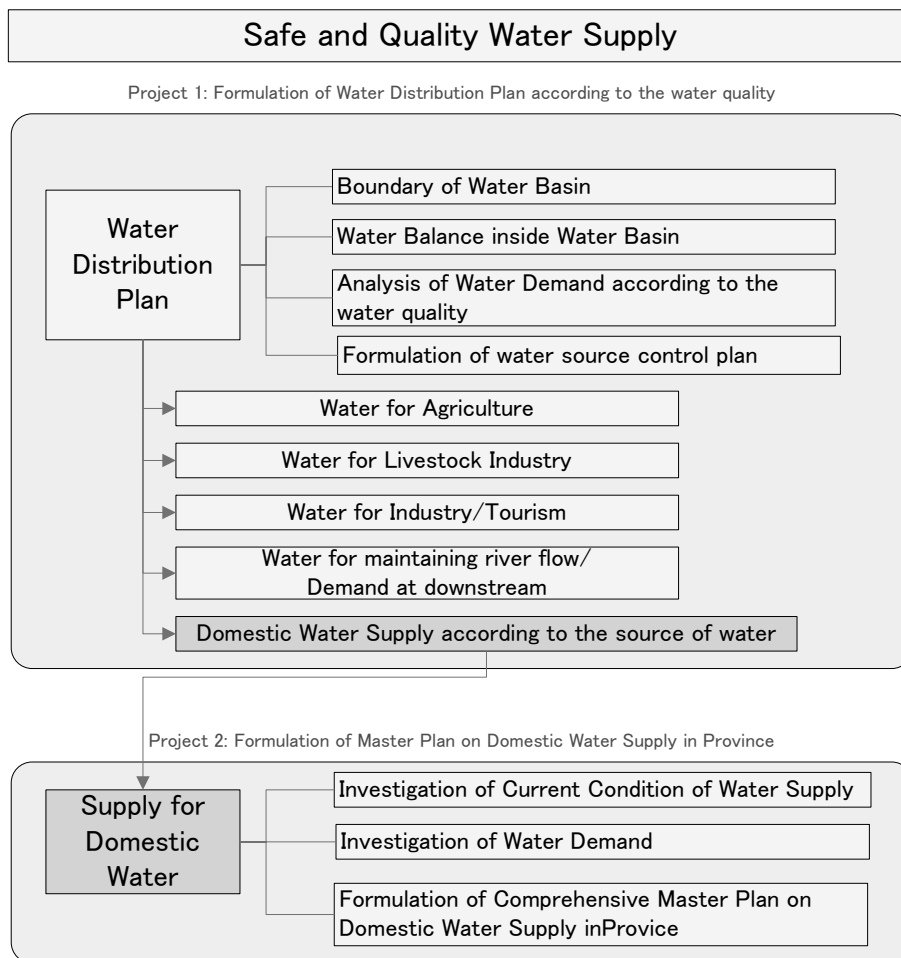 Safe and Quality Water Supply
Project 1: Formulation of Water Distribution Plan according to the water quality
Water
Distribution
Plan
Boundary of Water Basin
Water Balance inside Water Basin
Analysis of Water Demand according to the
water quality
Formulation of water source control plan
Water for Agriculture
Water for Livestock Industry
Water for Industry/Tourism
Water for maintaining river flow/
Demand at downstream
Domestic Water Supply according to the source of water
Project 2: Formulation of Master Plan on Domestic Water Supply in Province
Supply for
Domestic
Water
Investigation of Current Condition of Water Supply
Investigation of Water Demand
Formulation of Comprehensive Master Plan on
Domestic Water Supply inProvice